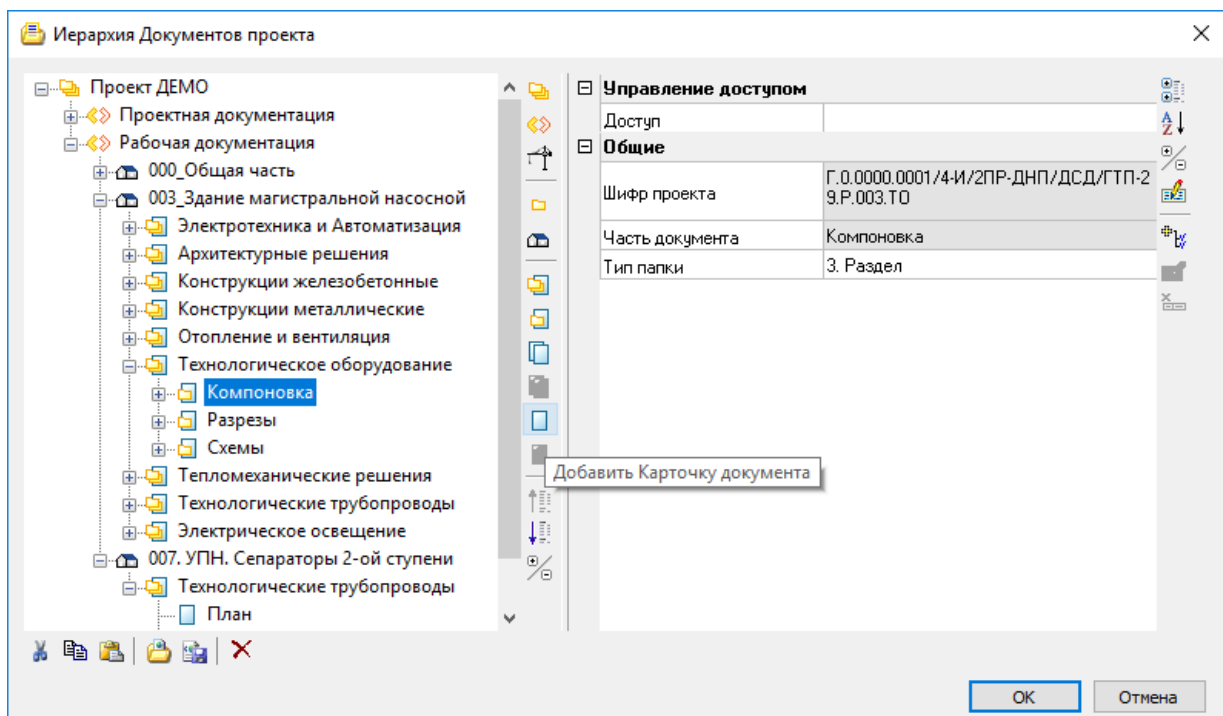 Иерархия Документов проекта
Проект ДЕМО
Проектная документация
Рабочая документация
000_Общая часть
003_Здание магистральной насосной
Электротехника и Автоматизация
Архитектурные решения
Конструкции железобетонные
Конструкции металлические
Отопление и вентиляция
Технологическое оборудование
Компоновка
Разрезы
Схемы
Тепломеханические решения
Технологические трубопроводы
Электрическое освещение
007. УПН. Сепараторы 2-ой ступени
Технологические трубопроводы
План
Добавить Карточку документа
Управление доступом
Доступ
Общие
Шифр проекта
Г.0.0000.0001/4-И/2ПР-ДНП/ДСД/ГТП-2
9.Р.003.ТО
Часть документа Компоновка
Тип папки 3. Раздел
OK Отмена